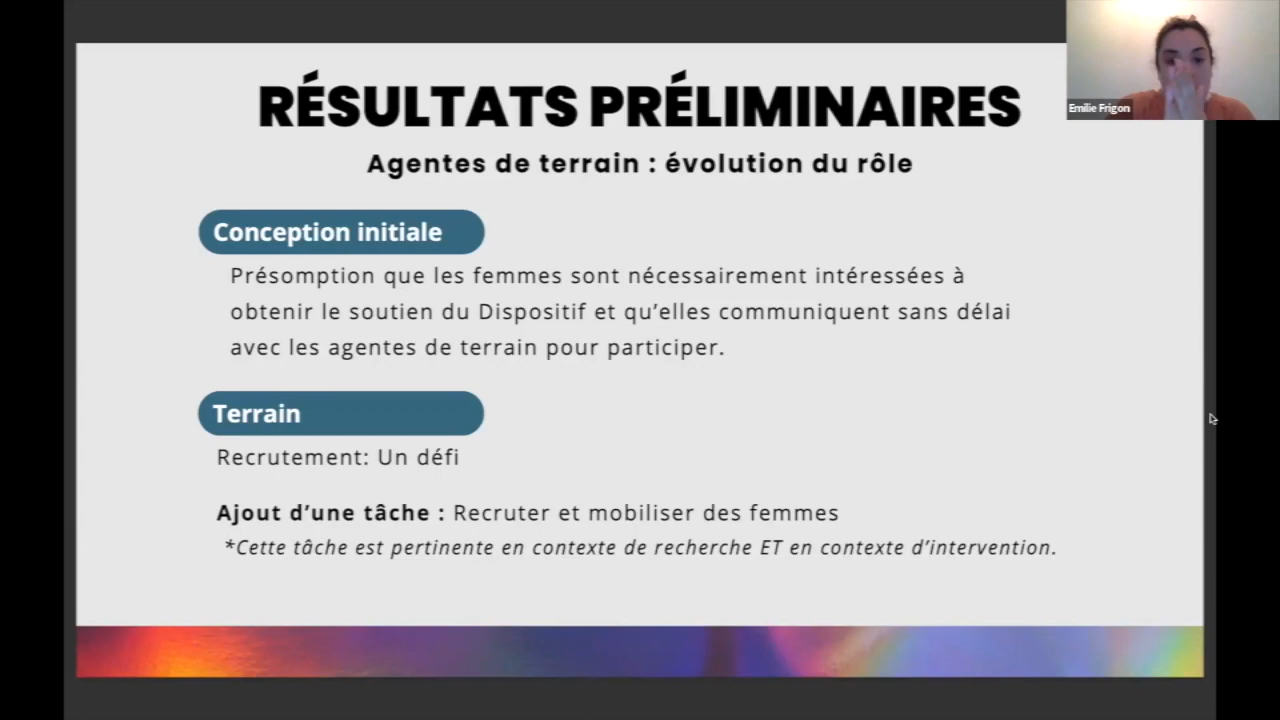 RÉSULTATS PRÉLIMINAIRES
Emilie Frigon
Agentes de terrain : évolution du rôle
Conception initiale
Présomption que les femmes sont nécessairement intéressées à
obtenir le soutien du Dispositif et qu’elles communiquent sans délai
avec les agentes de terrain pour participer.
Terrain
Recrutement: Un défi
Ajout d’une tâche : Recruter et mobiliser des femmes
*Cette tâche est pertinente en contexte de recherche ET en contexte d’intervention.